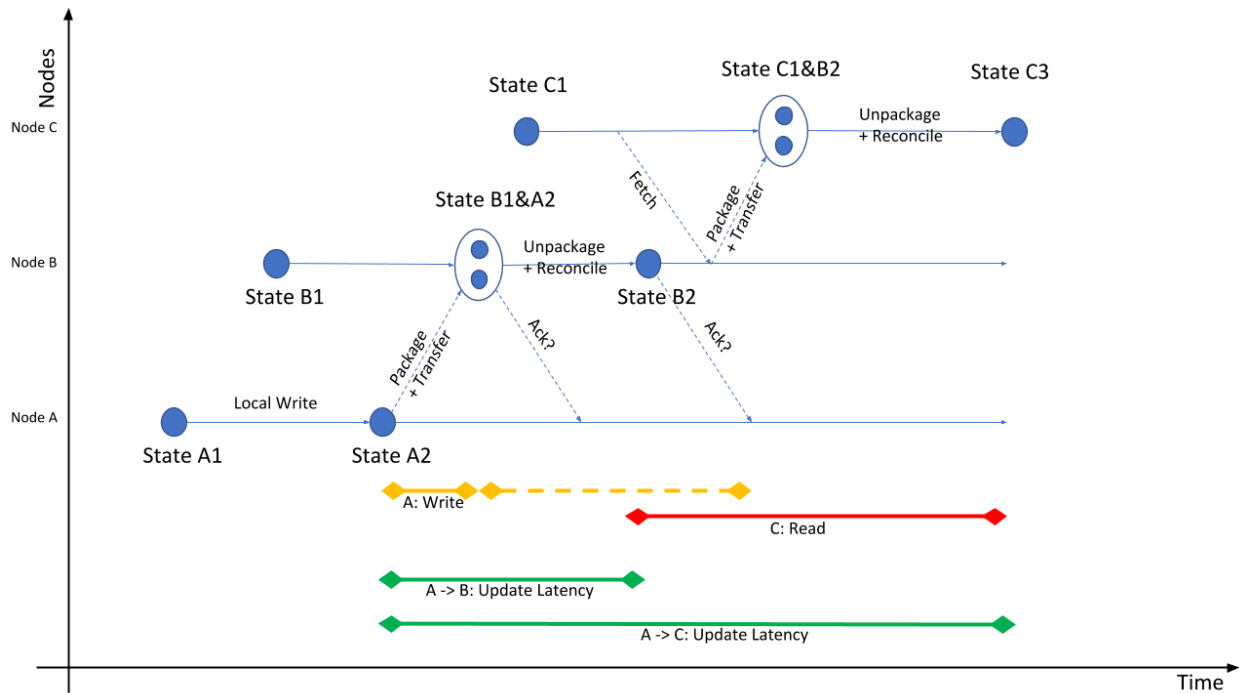 Nodes
State C1
State C1&B2
State C3
Node C
Unpackage
+ Reconcile
Fetch
Package
+ Transfer
State B1&A2
Node B
Unpackage
+ Reconcile
State B1
State B2
Package
+ Transfer
Ack?
Ack?
Node A
Local Write
State A1
State A2
A: Write
C: Read
A -> B: Update Latency
A -> C: Update Latency
Time